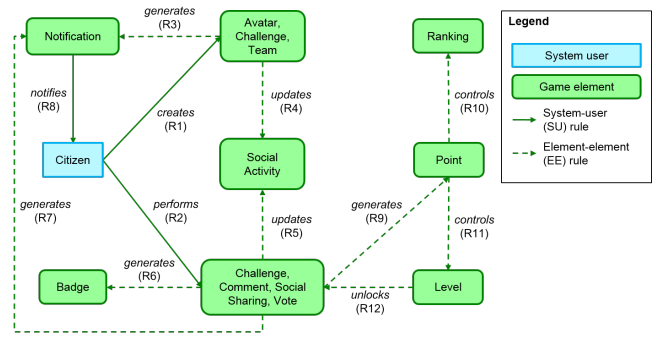 generates
(R3)
Notification
Avatar,
Challenge,
Team
Ranking
Legend
System user
Game element
System-user
(SU) rule
Element-element
(EE) rule
notifies
(R8)
creates
(R1)
updates
(R4)
controls
(R10)
Citizen
Social
Activity
Point
generates
(R7)
performs
(R2)
updates
(R5)
generates
(R9)
controls
(R11)
generates
(R6)
Badge
Challenge,
Comment, Social
Sharing, Vote
unlocks
(R12)
Level